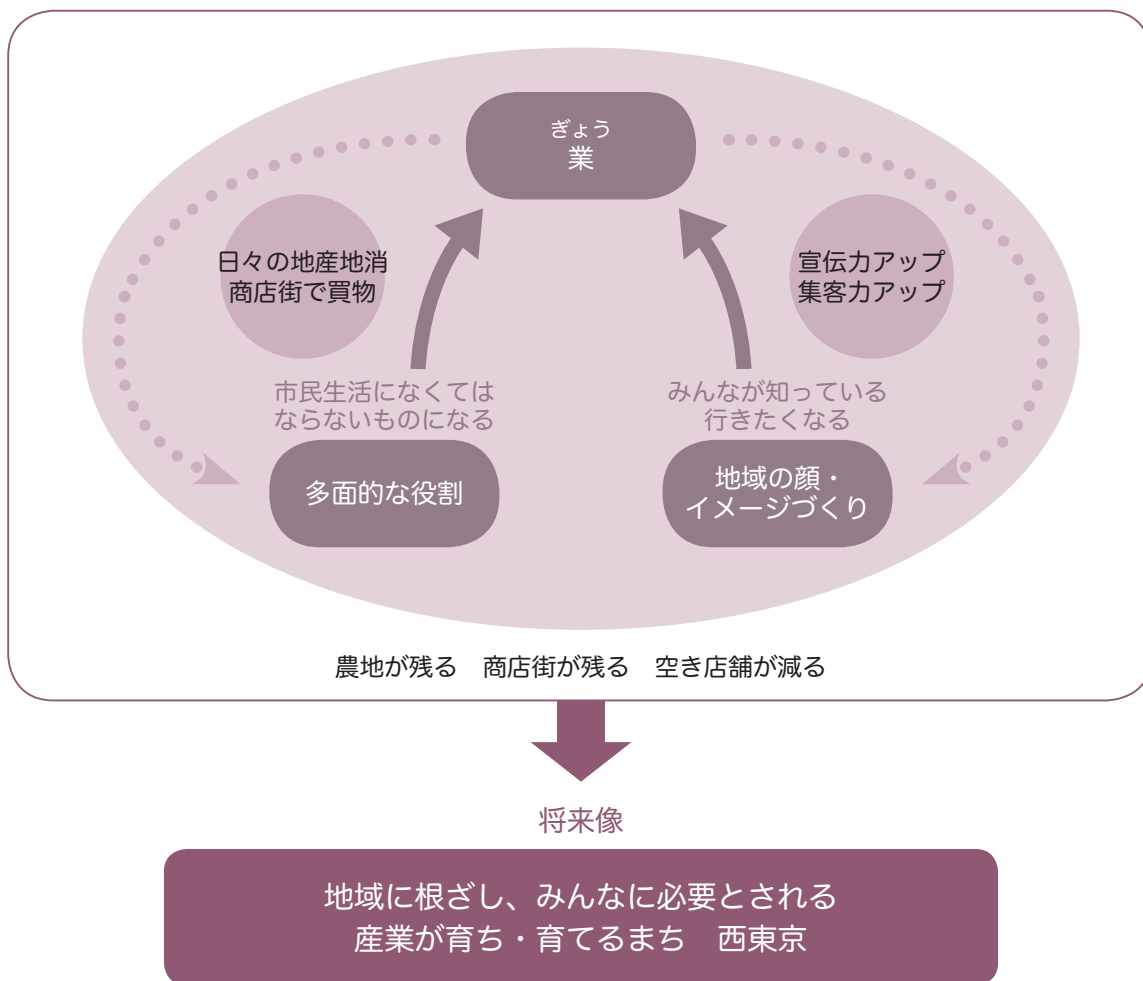 ぎょう
業
日々の地産地消
商店街で買物
宣伝力アップ
集客力アップ
市民生活になくては
ならないものになる
みんなが知っている
行きたくなる
多面的な役割
地域の顔・
イメージづくり
農地が残る　商店街が残る　空き店舗が減る
将来像
地域に根ざし、みんなに必要とされる
産業が育ち・育てるまち　西東京